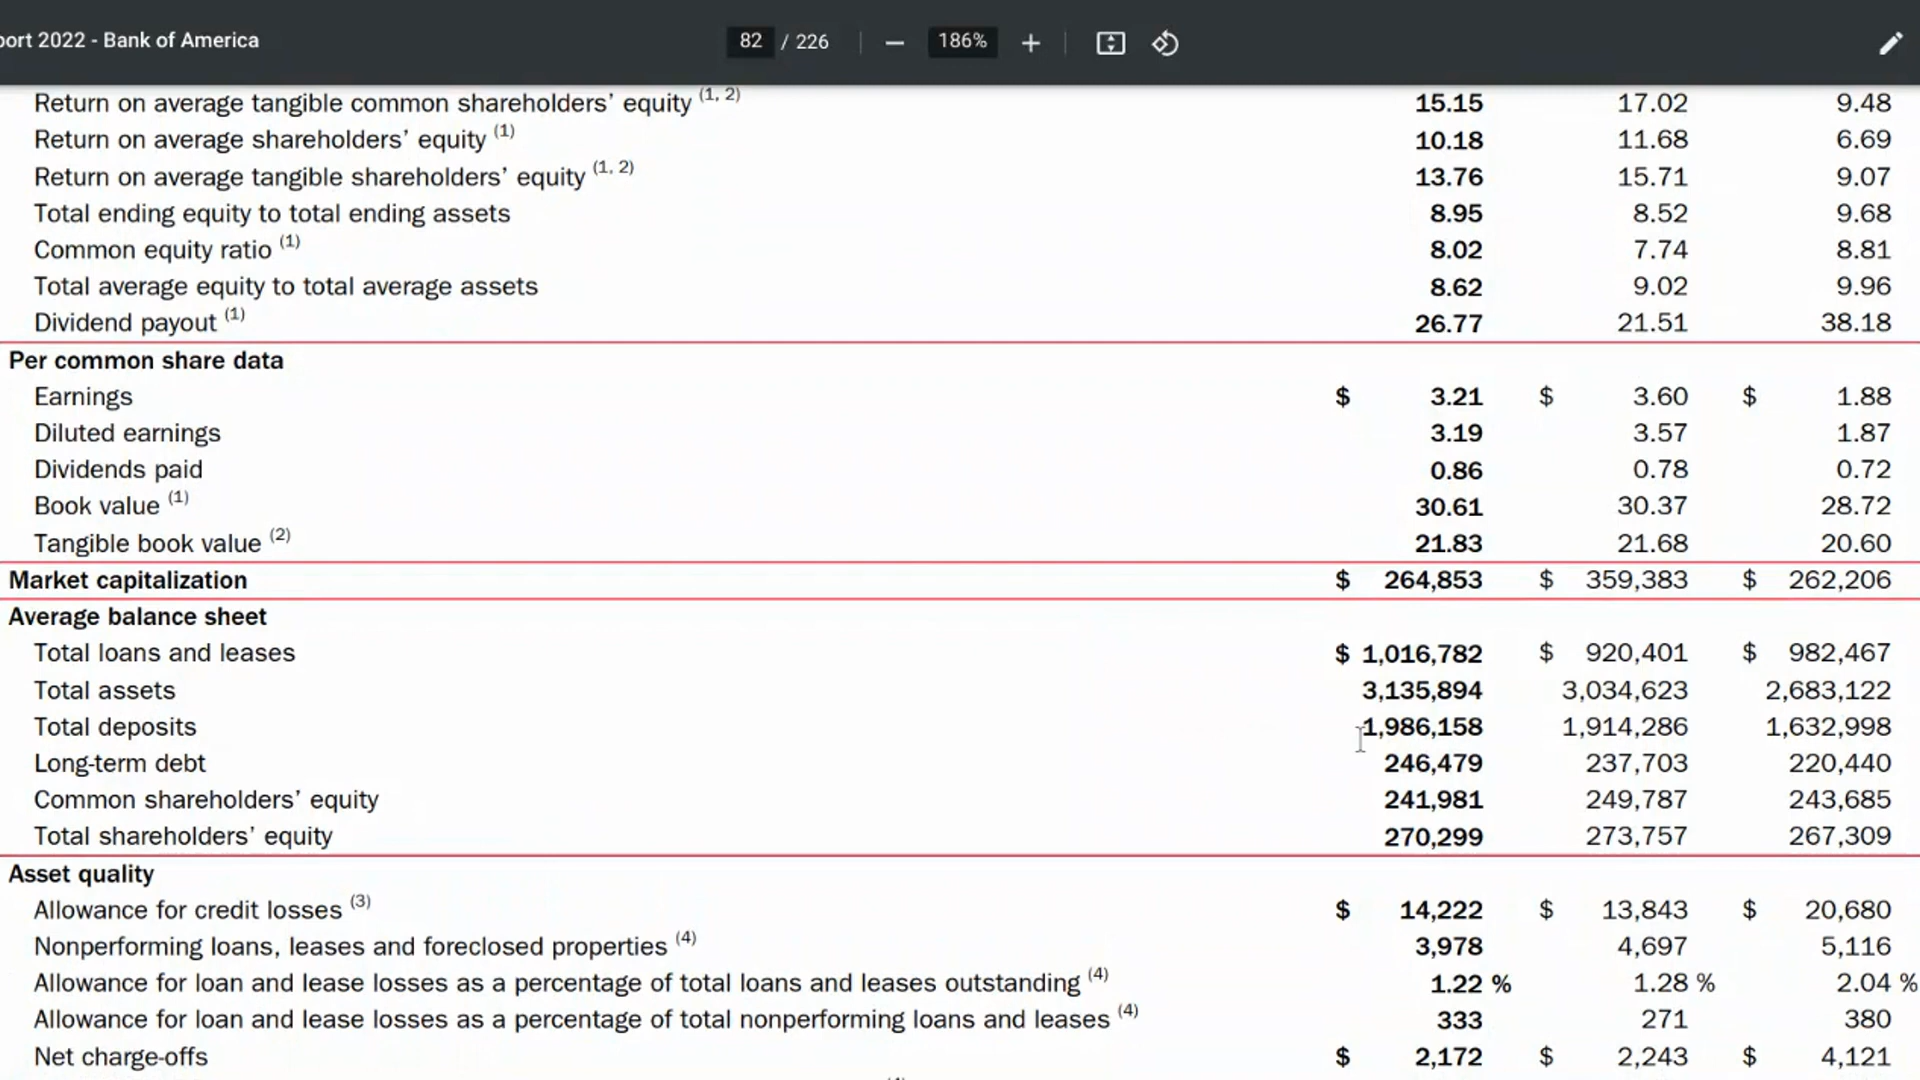 ort 2022 - Bank of America 82 / 226 186%
Return on average tangible common shareholders’ equity (1, 2) 15.15 17.02 9.48
Return on average shareholders’ equity (1) 10.18 11.68 6.69
Return on average tangible shareholders’ equity (1, 2) 13.76 15.71 9.07
Total ending equity to total ending assets 8.95 8.52 9.68
Common equity ratio (1) 8.02 7.74 8.81
Total average equity to total average assets 8.62 9.02 9.96
Dividend payout (1) 26.77 21.51 38.18
Per common share data
Earnings $ 3.21 $ 3.60 $ 1.88
Diluted earnings 3.19 3.57 1.87
Dividends paid 0.86 0.78 0.72
Book value (1) 30.61 30.37 28.72
Tangible book value (2) 21.83 21.68 20.60
Market capitalization $ 264,853 $ 359,383 $ 262,206
Average balance sheet
Total loans and leases $ 1,016,782 $ 920,401 $ 982,467
Total assets 3,135,894 3,034,623 2,683,122
Total deposits 1,986,158 1,914,286 1,632,998
Long-term debt 246,479 237,703 220,440
Common shareholders’ equity 241,981 249,787 243,685
Total shareholders’ equity 270,299 273,757 267,309
Asset quality
Allowance for credit losses (3) $ 14,222 $ 13,843 $ 20,680
Nonperforming loans, leases and foreclosed properties (4) 3,978 4,697 5,116
Allowance for loan and lease losses as a percentage of total loans and leases outstanding (4) 1.22 % 1.28 % 2.04 %
Allowance for loan and lease losses as a percentage of total nonperforming loans and leases (4) 333 271 380
Net charge-offs $ 2,172 $ 2,243 $ 4,121